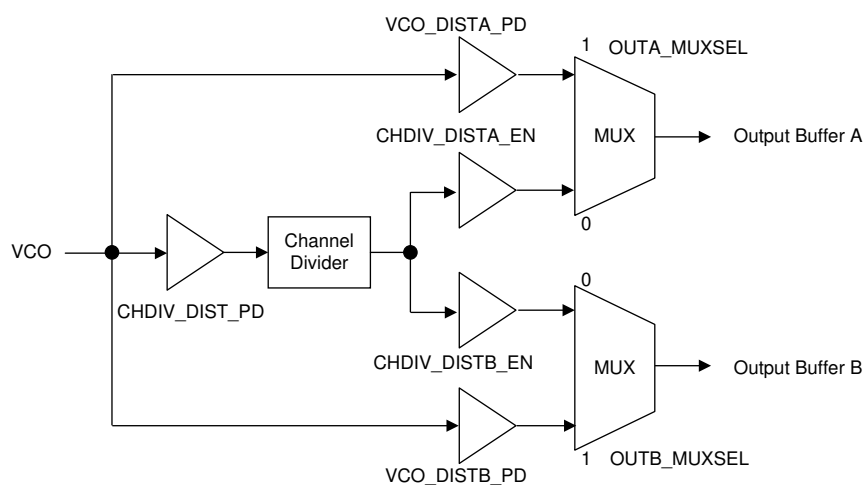 VCO_DISTA_PD
1 OUTA_MUXSEL
CHDIV_DISTA_EN
MUX
Output Buffer A
0
VCO
Channel
Divider
CHDIV_DIST_PD
0
CHDIV_DISTB_EN
MUX
Output Buffer B
1 OUTB_MUXSEL
VCO_DISTB_PD